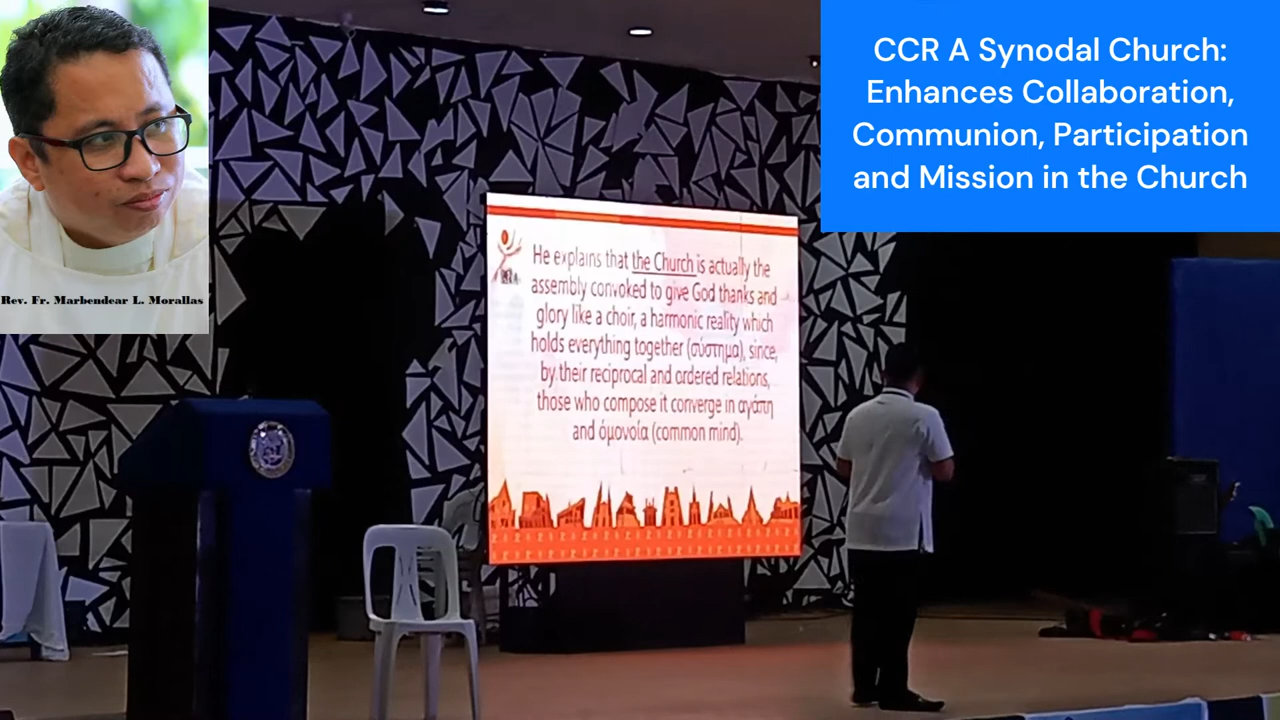 CCR A Synodal Church:
Enhances Collaboration,
Communion, Participation
and Mission in the Church
Rev. Fr. Marbendear L. Morallas
He explains that the Church is actually the
assembly convoked to give God thanks and
glory like a choir, a harmonic reality which
holds everything together (σύστημα), since,
by their reciprocal and ordered relations,
those who compose it converge in αγάπη
and ὁμονοία (common mind).